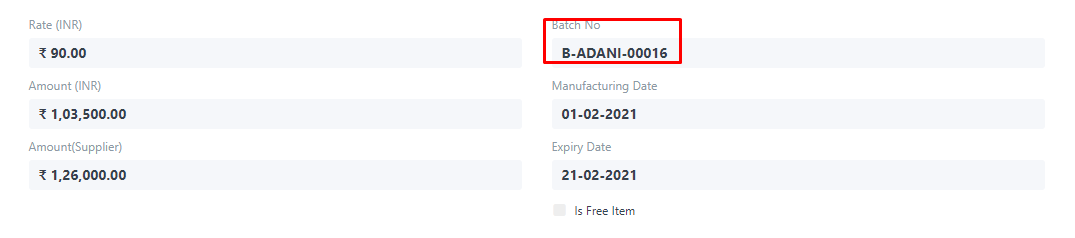 Rate (INR)
₹ 90.00
Amount (INR)
₹ 1,03,500.00
Amount(Supplier)
₹ 1,26,000.00
Batch No
B-ADANI-00016
Manufacturing Date
01-02-2021
Expiry Date
21-02-2021
Is Free Item